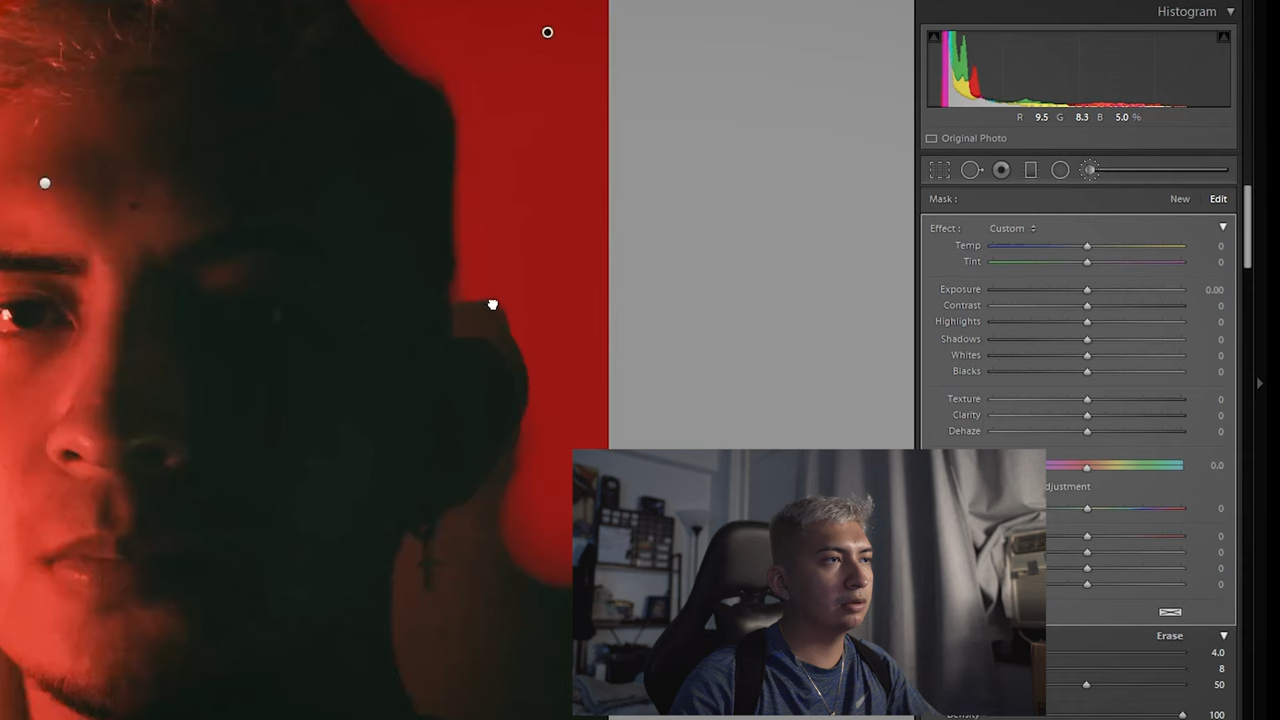 Histogram
R 9.5 G 8.3 B 5.0 %
Original Photo
Mask : New Edit
Effect : Custom
Temp 0
Tint 0
Exposure 0.00
Contrast 0
Highlights 0
Shadows 0
Whites 0
Blacks 0
Texture 0
Clarity 0
Dehaze 0
0.0
djustment
0
0
0
0
0
Erase
4.0
8
50
Density 100